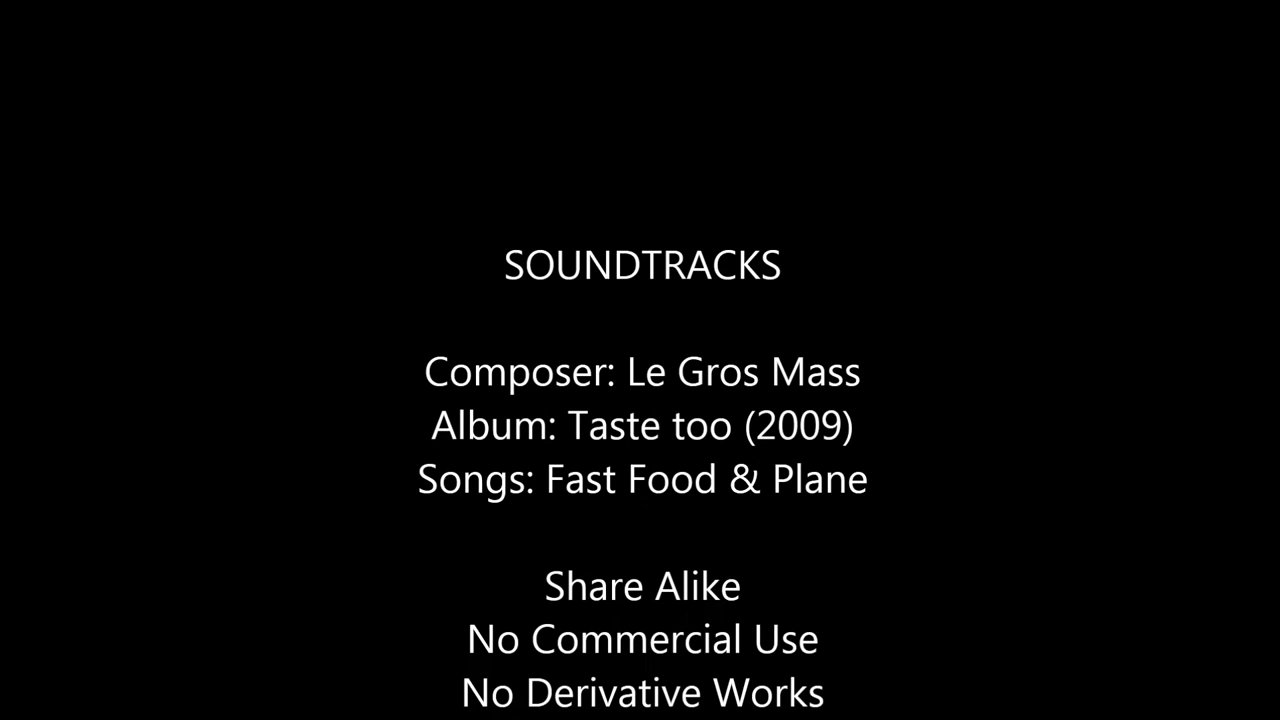 SOUNDTRACKS
Composer: Le Gros Mass
Album: Taste too (2009)
Songs: Fast Food & Plane
Share Alike
No Commercial Use
No Derivative Works